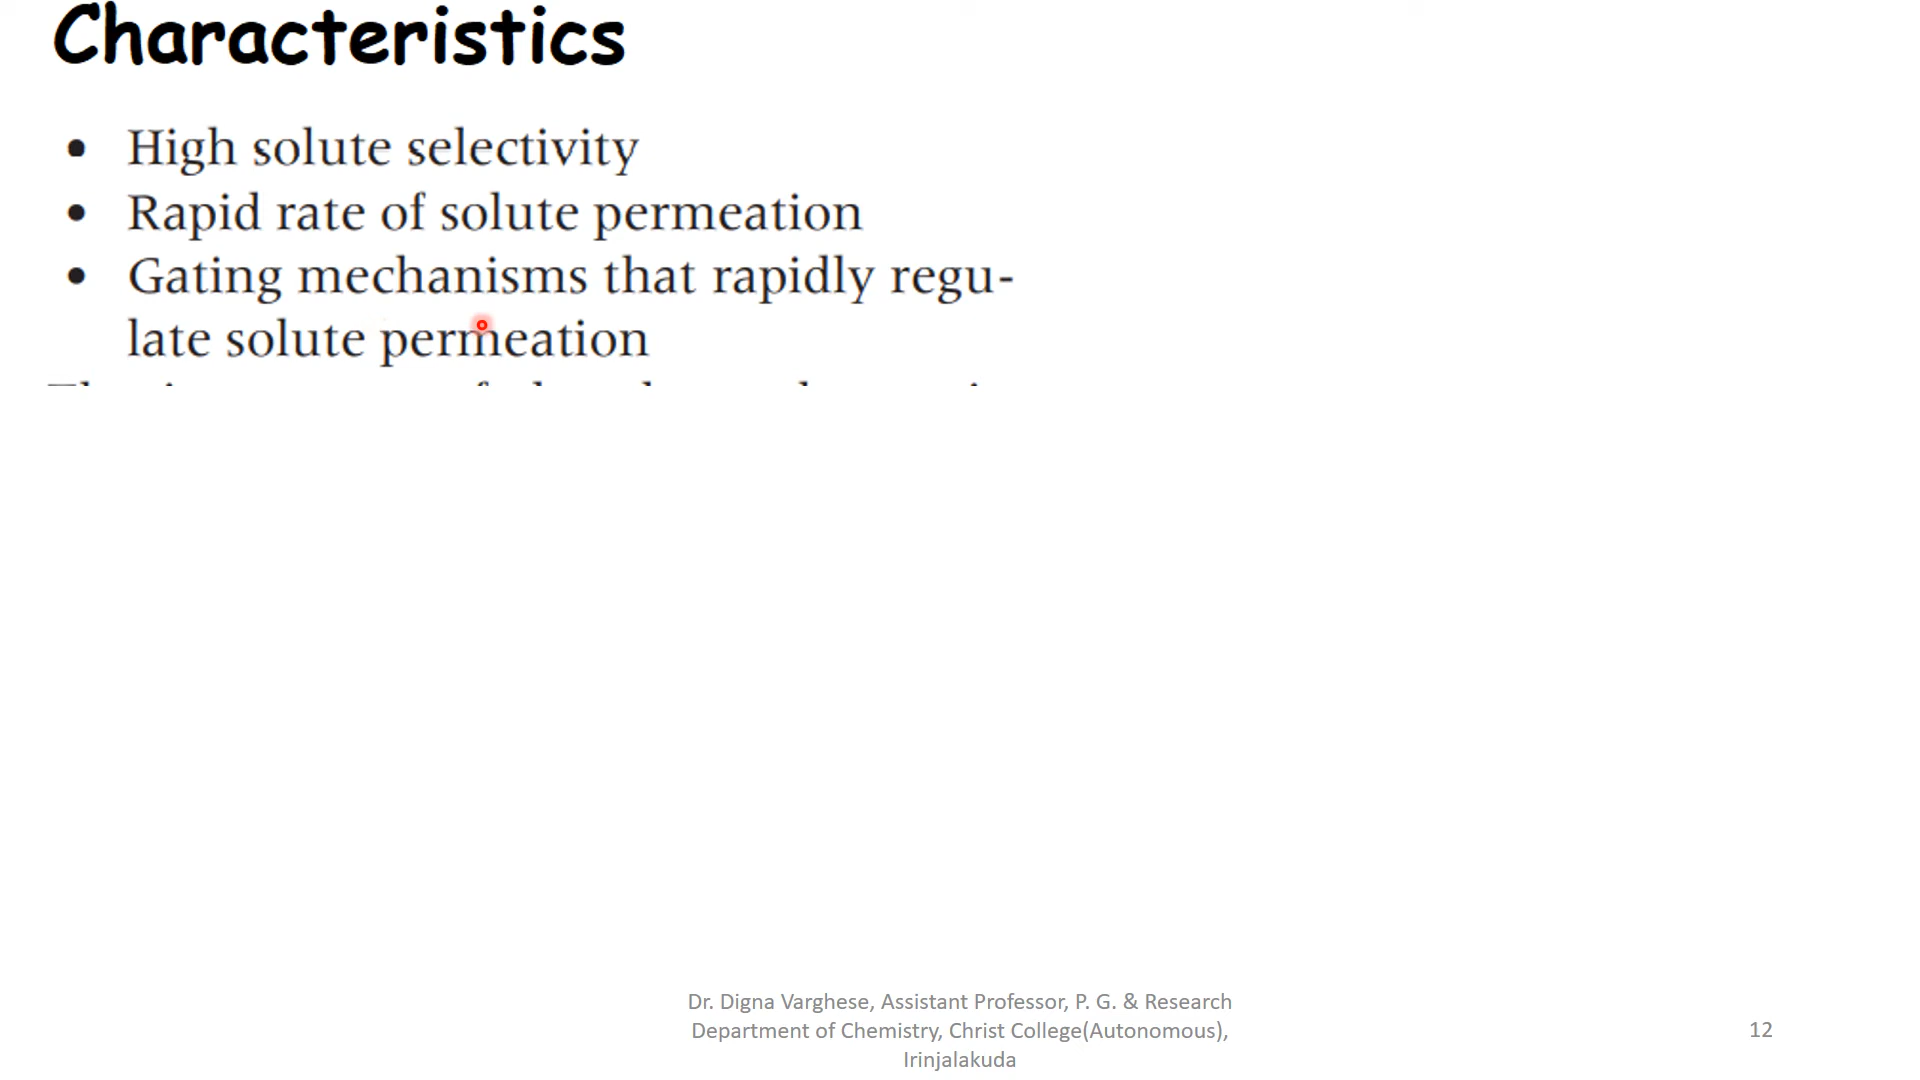 Characteristics
• High solute selectivity
• Rapid rate of solute permeation
• Gating mechanisms that rapidly regu-
late solute permeation
Dr. Digna Varghese, Assistant Professor, P. G. & Research
Department of Chemistry, Christ College(Autonomous),
Irinjalakuda
12